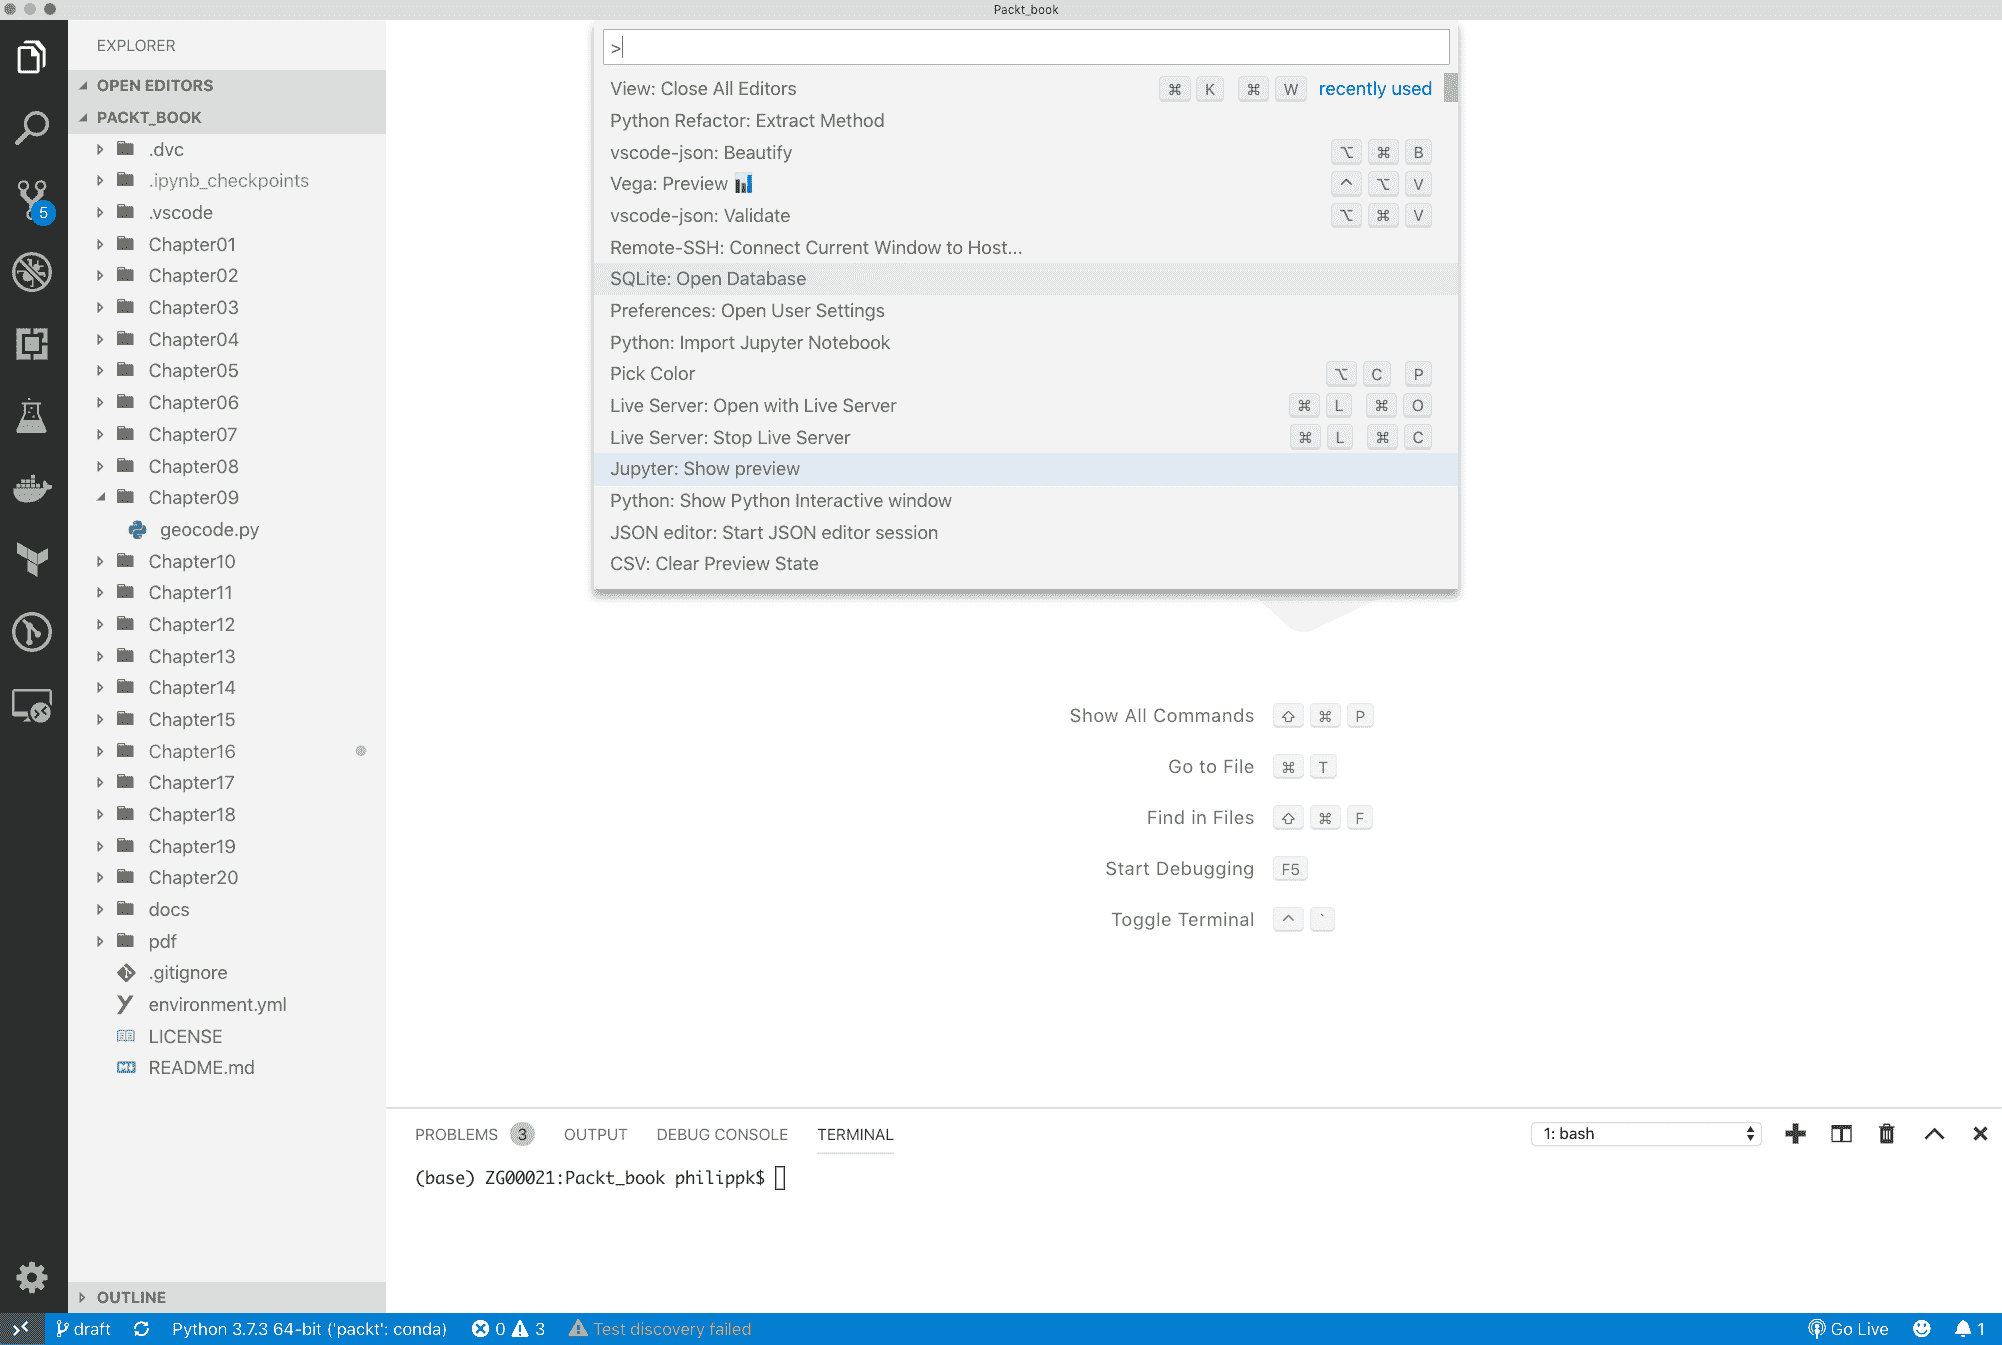 Packt_book
EXPLORER
OPEN EDITORS
PACKT_BOOK
.dvc
.ipynb_checkpoints
.vscode
Chapter01
Chapter02
Chapter03
Chapter04
Chapter05
Chapter06
Chapter07
Chapter08
Chapter09
geocode.py
Chapter10
Chapter11
Chapter12
Chapter13
Chapter14
Chapter15
Chapter16
Chapter17
Chapter18
Chapter19
Chapter20
docs
pdf
.gitignore
environment.yml
LICENSE
README.md
OUTLINE
5
>
View: Close All Editors ⌘ K ⌘ W recently used
Python Refactor: Extract Method
vscode-json: Beautify ⌥ ⌘ B
Vega: Preview 📊 ^ ⌥ V
vscode-json: Validate ⌥ ⌘ V
Remote-SSH: Connect Current Window to Host...
SQLite: Open Database
Preferences: Open User Settings
Python: Import Jupyter Notebook
Pick Color ⌥ C P
Live Server: Open with Live Server ⌘ L ⌘ O
Live Server: Stop Live Server ⌘ L ⌘ C
Jupyter: Show preview
Python: Show Python Interactive window
JSON editor: Start JSON editor session
CSV: Clear Preview State
Show All Commands ⇧ ⌘ P
Go to File ⌘ T
Find in Files ⇧ ⌘ F
Start Debugging F5
Toggle Terminal ^ `
PROBLEMS 3 OUTPUT DEBUG CONSOLE TERMINAL 1: bash
(base) ZG00021:Packt_book philippk$
draft Python 3.7.3 64-bit ('packt': conda) 0 3 Test discovery failed Go Live 1